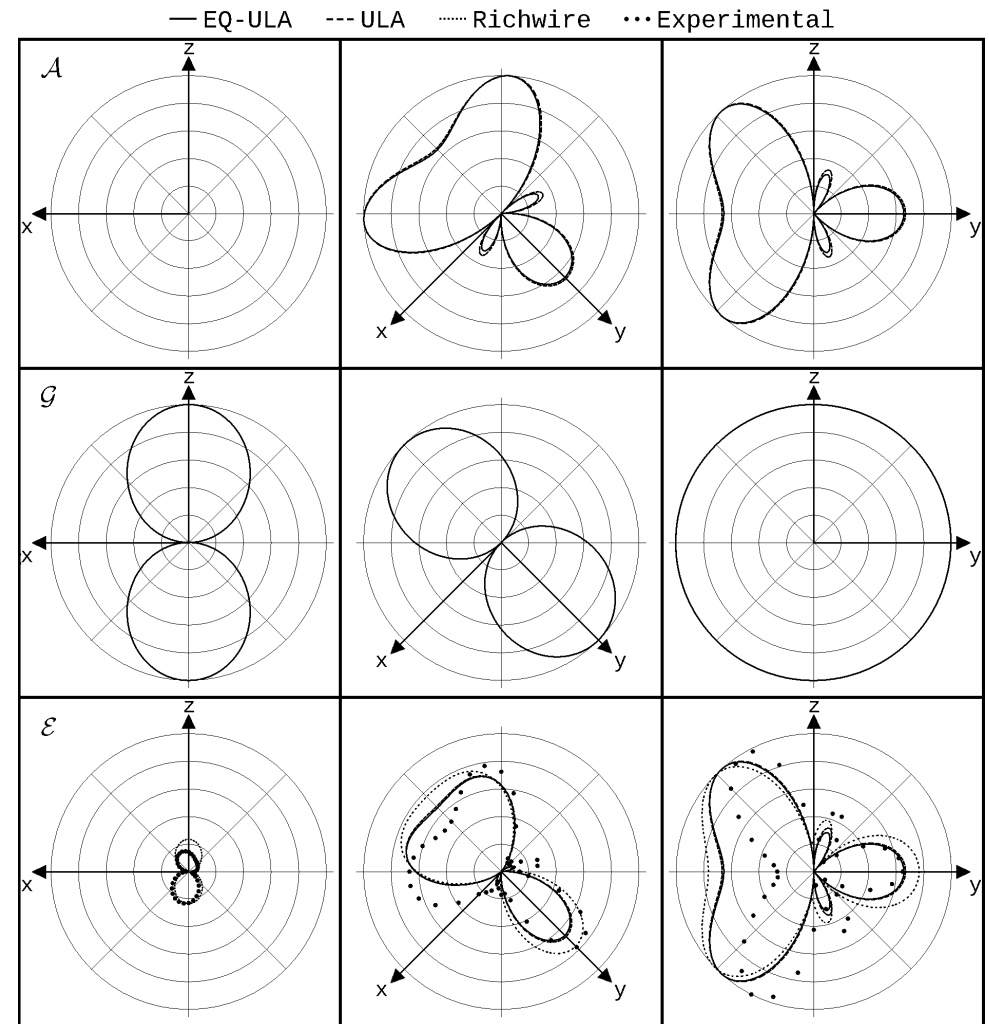 EQ-ULA ULA Richwire Experimental
𝒜 z x
x y
z y
𝒢 z x
x y
z y
ℰ z x
x y
z y